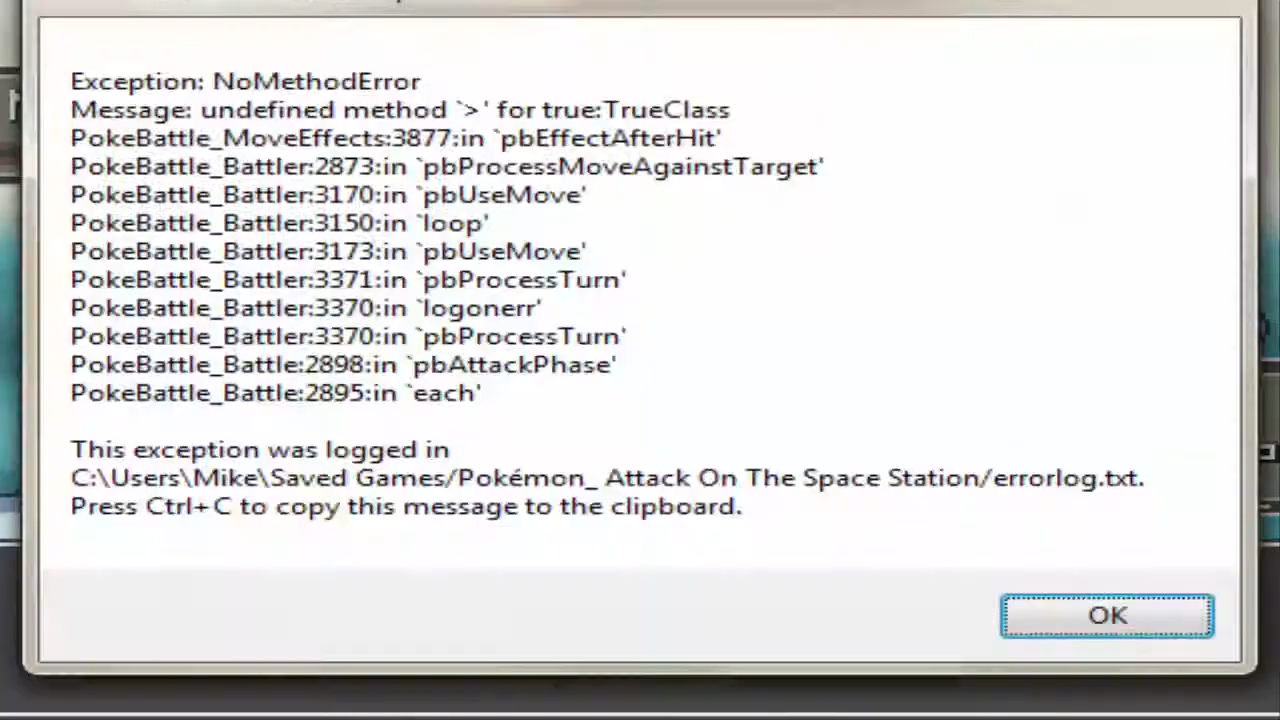 Exception: NoMethodError
Message: undefined method `>' for true:TrueClass
PokeBattle_MoveEffects:3877:in `pbEffectAfterHit'
PokeBattle_Battler:2873:in `pbProcessMoveAgainstTarget'
PokeBattle_Battler:3170:in `pbUseMove'
PokeBattle_Battler:3150:in `loop'
PokeBattle_Battler:3173:in `pbUseMove'
PokeBattle_Battler:3371:in `pbProcessTurn'
PokeBattle_Battler:3370:in `logonerr'
PokeBattle_Battler:3370:in `pbProcessTurn'
PokeBattle_Battle:2898:in `pbAttackPhase'
PokeBattle_Battle:2895:in `each'
This exception was logged in
C:\Users\Mike\Saved Games/Pokémon_ Attack On The Space Station/errorlog.txt.
Press Ctrl+C to copy this message to the clipboard.
OK